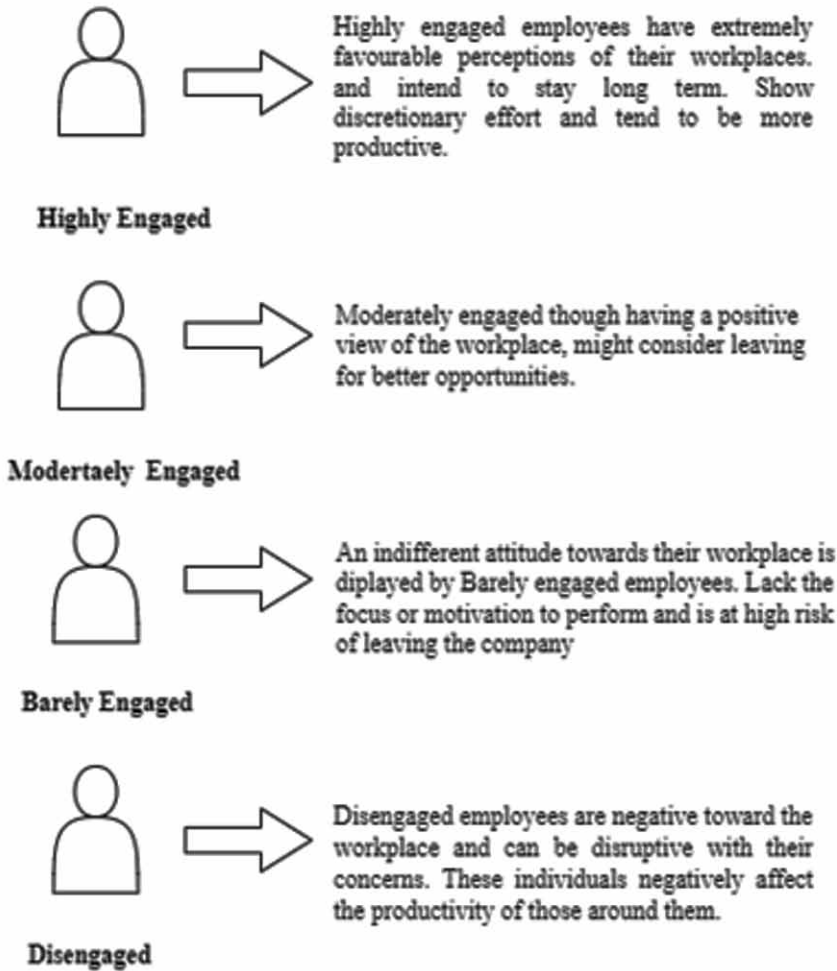 Highly engaged employees have extremely
favourable perceptions of their workplaces.
and intend to stay long term. Show
discretionary effort and tend to be more
productive.
Highly Engaged
Moderately engaged though having a positive
view of the workplace, might consider leaving
for better opportunities.
Modertaely Engaged
An indifferent attitude towards their workplace is
diplayed by Barely engaged employees. Lack the
focus or motivation to perform and is at high risk
of leaving the company
Barely Engaged
Disengaged employees are negative toward the
workplace and can be disruptive with their
concerns. These individuals negatively affect
the productivity of those around them.
Disengaged